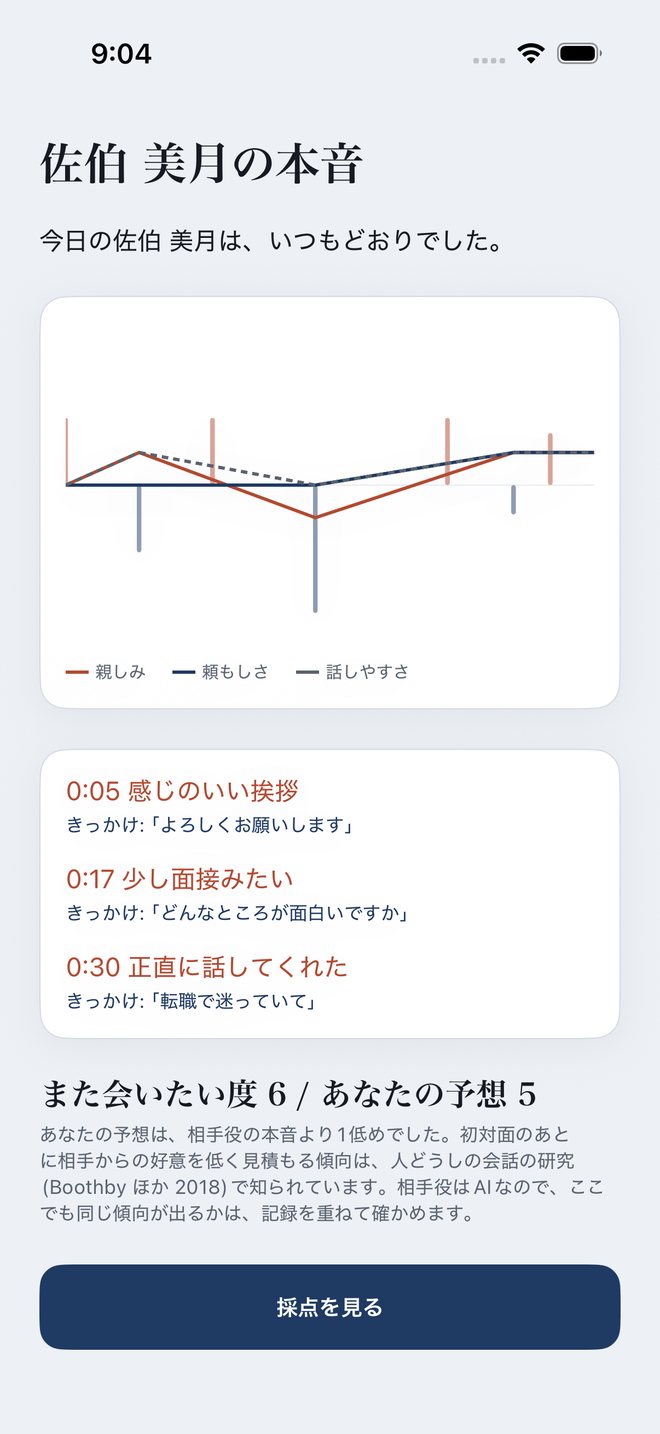 9:04
佐伯 美月の本音
今日の佐伯 美月は、いつもどおりでした。
親しみ 頼もしさ 話しやすさ
0:05 感じのいい挨拶
きっかけ:「よろしくお願いします」
0:17 少し面接みたい
きっかけ:「どんなところが面白いですか」
0:30 正直に話してくれた
きっかけ:「転職で迷っていて」
また会いたい度 6 / あなたの予想 5
あなたの予想は、相手役の本音より1低めでした。初対面のあと
に相手からの好意を低く見積もる傾向は、人どうしの会話の研究
(Boothby ほか 2018) で知られています。相手役は AI なので、ここ
でも同じ傾向が出るかは、記録を重ねて確かめます。
採点を見る